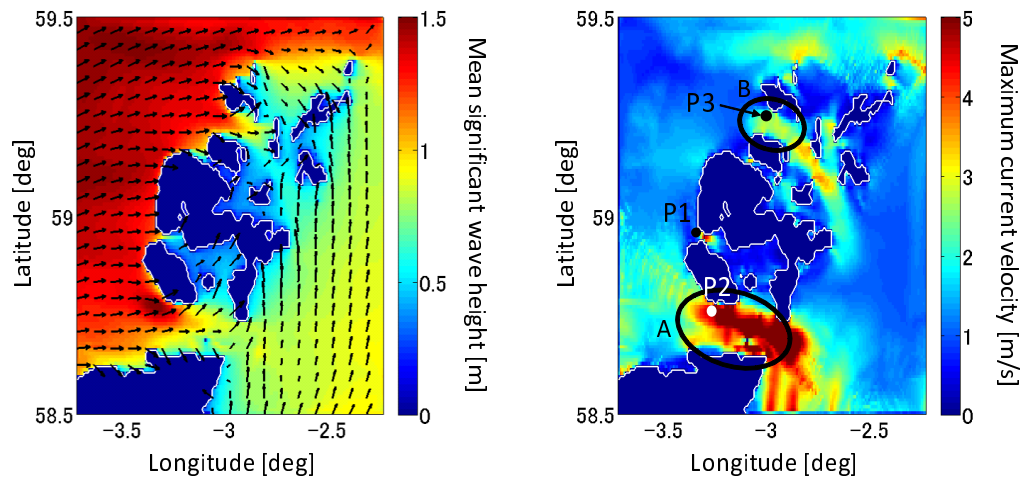 59.5
59
58.5
Latitude [deg]
−3.5
−3
−2.5
Longitude [deg]
1.5
1
0.5
0
Mean significant wave height [m]
59.5
59
58.5
Latitude [deg]
B
P3
P1
P2
A
−3.5
−3
−2.5
Longitude [deg]
5
4
3
2
1
0
Maximum current velocity [m/s]